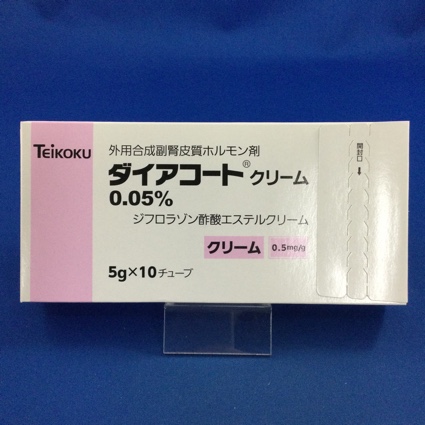 TEIKOKU
外用合成副腎皮質ホルモン剤
ダイアコート® クリーム
0.05%
ジフロラゾン酢酸エステルクリーム
クリーム 0.5mg/g
5g×10チューブ
開封口→